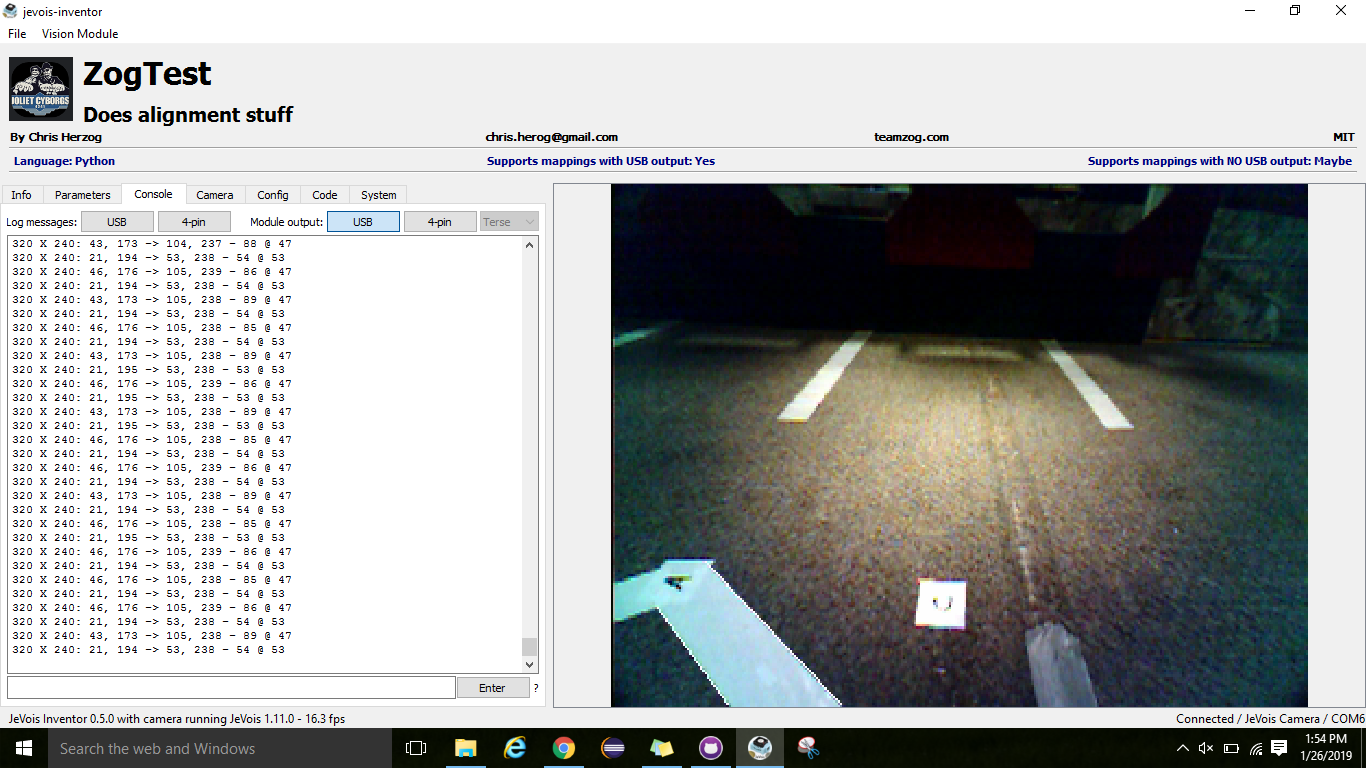 jevois-inventor
File Vision Module
JOLIET CYBORGS
ZogTest
Does alignment stuff
By Chris Herzog chris.herog@gmail.com teamzog.com MIT
Language: Python Supports mappings with USB output: Yes Supports mappings with NO USB output: Maybe
Info Parameters Console Camera Config Code System
Log messages: USB 4-pin Module output: USB 4-pin Terse
320 X 240: 43, 173 -> 104, 237 - 88 @ 47
320 X 240: 21, 194 -> 53, 238 - 54 @ 53
320 X 240: 46, 176 -> 105, 239 - 86 @ 47
320 X 240: 21, 194 -> 53, 238 - 54 @ 53
320 X 240: 43, 173 -> 105, 238 - 89 @ 47
320 X 240: 21, 194 -> 53, 238 - 54 @ 53
320 X 240: 46, 176 -> 105, 238 - 85 @ 47
320 X 240: 21, 194 -> 53, 238 - 54 @ 53
320 X 240: 43, 173 -> 105, 238 - 89 @ 47
320 X 240: 21, 195 -> 53, 238 - 53 @ 53
320 X 240: 46, 176 -> 105, 239 - 86 @ 47
320 X 240: 21, 195 -> 53, 238 - 53 @ 53
320 X 240: 43, 173 -> 105, 238 - 89 @ 47
320 X 240: 21, 195 -> 53, 238 - 53 @ 53
320 X 240: 46, 176 -> 105, 238 - 85 @ 47
320 X 240: 21, 194 -> 53, 238 - 54 @ 53
320 X 240: 46, 176 -> 105, 239 - 86 @ 47
320 X 240: 21, 194 -> 53, 238 - 54 @ 53
320 X 240: 43, 173 -> 105, 238 - 89 @ 47
320 X 240: 21, 194 -> 53, 238 - 54 @ 53
320 X 240: 46, 176 -> 105, 238 - 85 @ 47
320 X 240: 21, 195 -> 53, 238 - 53 @ 53
320 X 240: 46, 176 -> 105, 239 - 86 @ 47
320 X 240: 21, 194 -> 53, 238 - 54 @ 53
320 X 240: 46, 176 -> 105, 238 - 85 @ 47
320 X 240: 21, 194 -> 53, 238 - 54 @ 53
320 X 240: 46, 176 -> 105, 239 - 86 @ 47
320 X 240: 21, 194 -> 53, 238 - 54 @ 53
320 X 240: 43, 173 -> 105, 238 - 89 @ 47
320 X 240: 21, 194 -> 53, 238 - 54 @ 53
Enter ?
JeVois Inventor 0.5.0 with camera running JeVois 1.11.0 - 16.3 fps Connected / JeVois Camera / COM6
Search the web and Windows
1:54 PM
1/26/2019